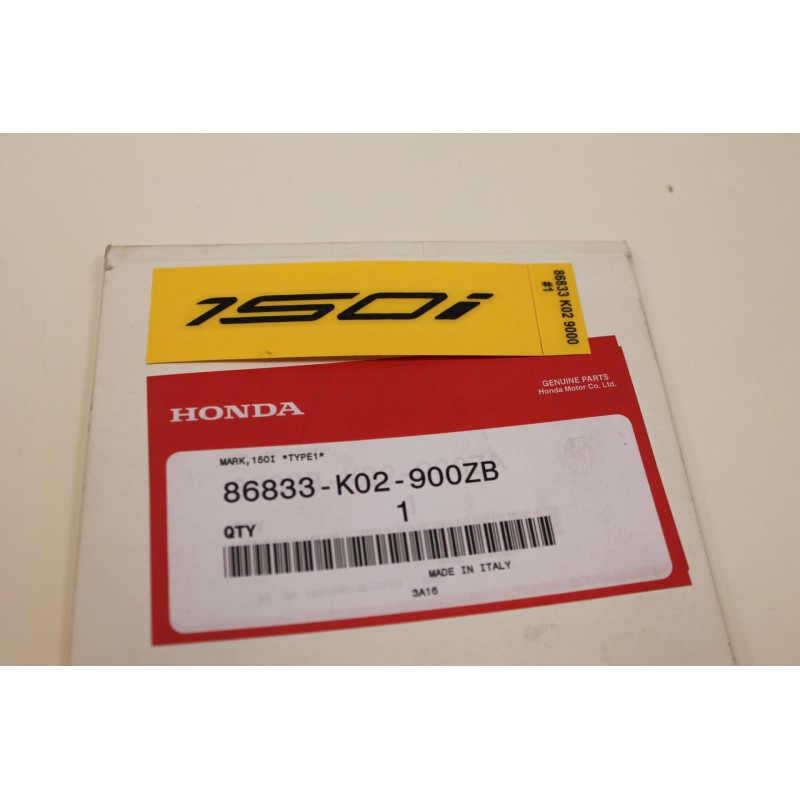 150i
86833 K02 9000
#1
GENUINE PARTS
Honda Motor Co. Ltd.
HONDA
MARK,150I *TYPE1*
86833-K02-900ZB
1
QTY
MADE IN ITALY
3A16